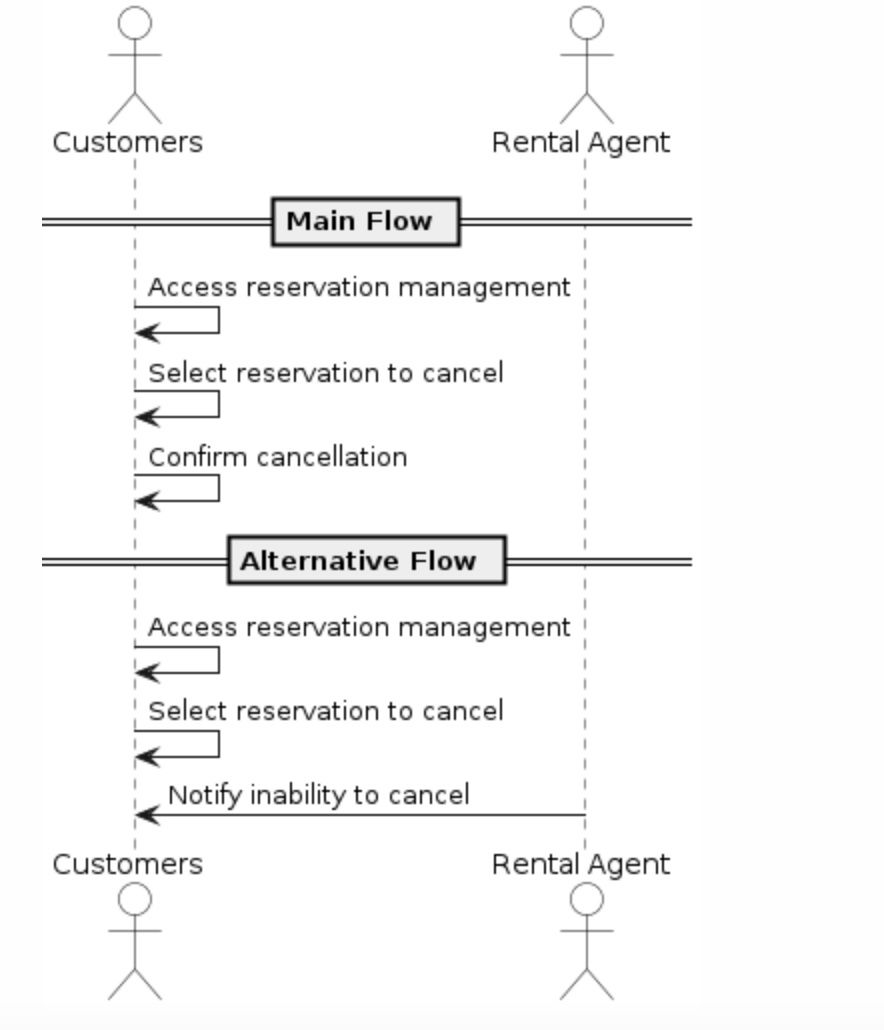 Customers
Rental Agent
Main Flow
Access reservation management
Select reservation to cancel
Confirm cancellation
Alternative Flow
Access reservation management
Select reservation to cancel
Notify inability to cancel
Customers
Rental Agent